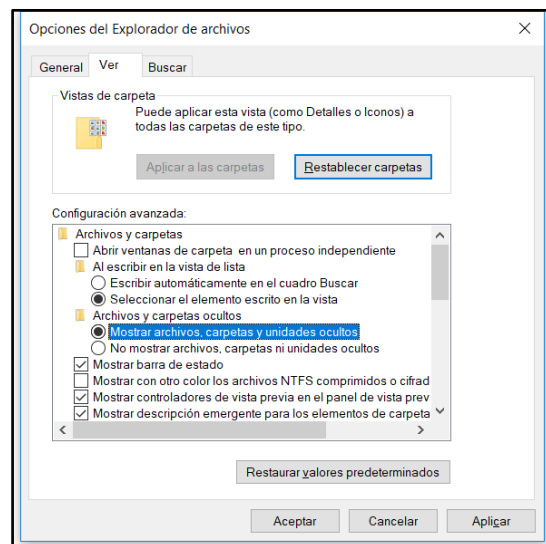 Opciones del Explorador de archivos
General Ver Buscar
Vistas de carpeta
Puede aplicar esta vista (como Detalles o Iconos) a
todas las carpetas de este tipo.
Aplicar a las carpetas Restablecer carpetas
Configuración avanzada:
Archivos y carpetas
Abrir ventanas de carpeta en un proceso independiente
Al escribir en la vista de lista
Escribir automáticamente en el cuadro Buscar
Seleccionar el elemento escrito en la vista
Archivos y carpetas ocultos
Mostrar archivos, carpetas y unidades ocultos
No mostrar archivos, carpetas ni unidades ocultos
Mostrar barra de estado
Mostrar con otro color los archivos NTFS comprimidos o cifrad
Mostrar controladores de vista previa en el panel de vista prev
Mostrar descripción emergente para los elementos de carpeta
Restaurar valores predeterminados
Aceptar Cancelar Aplicar